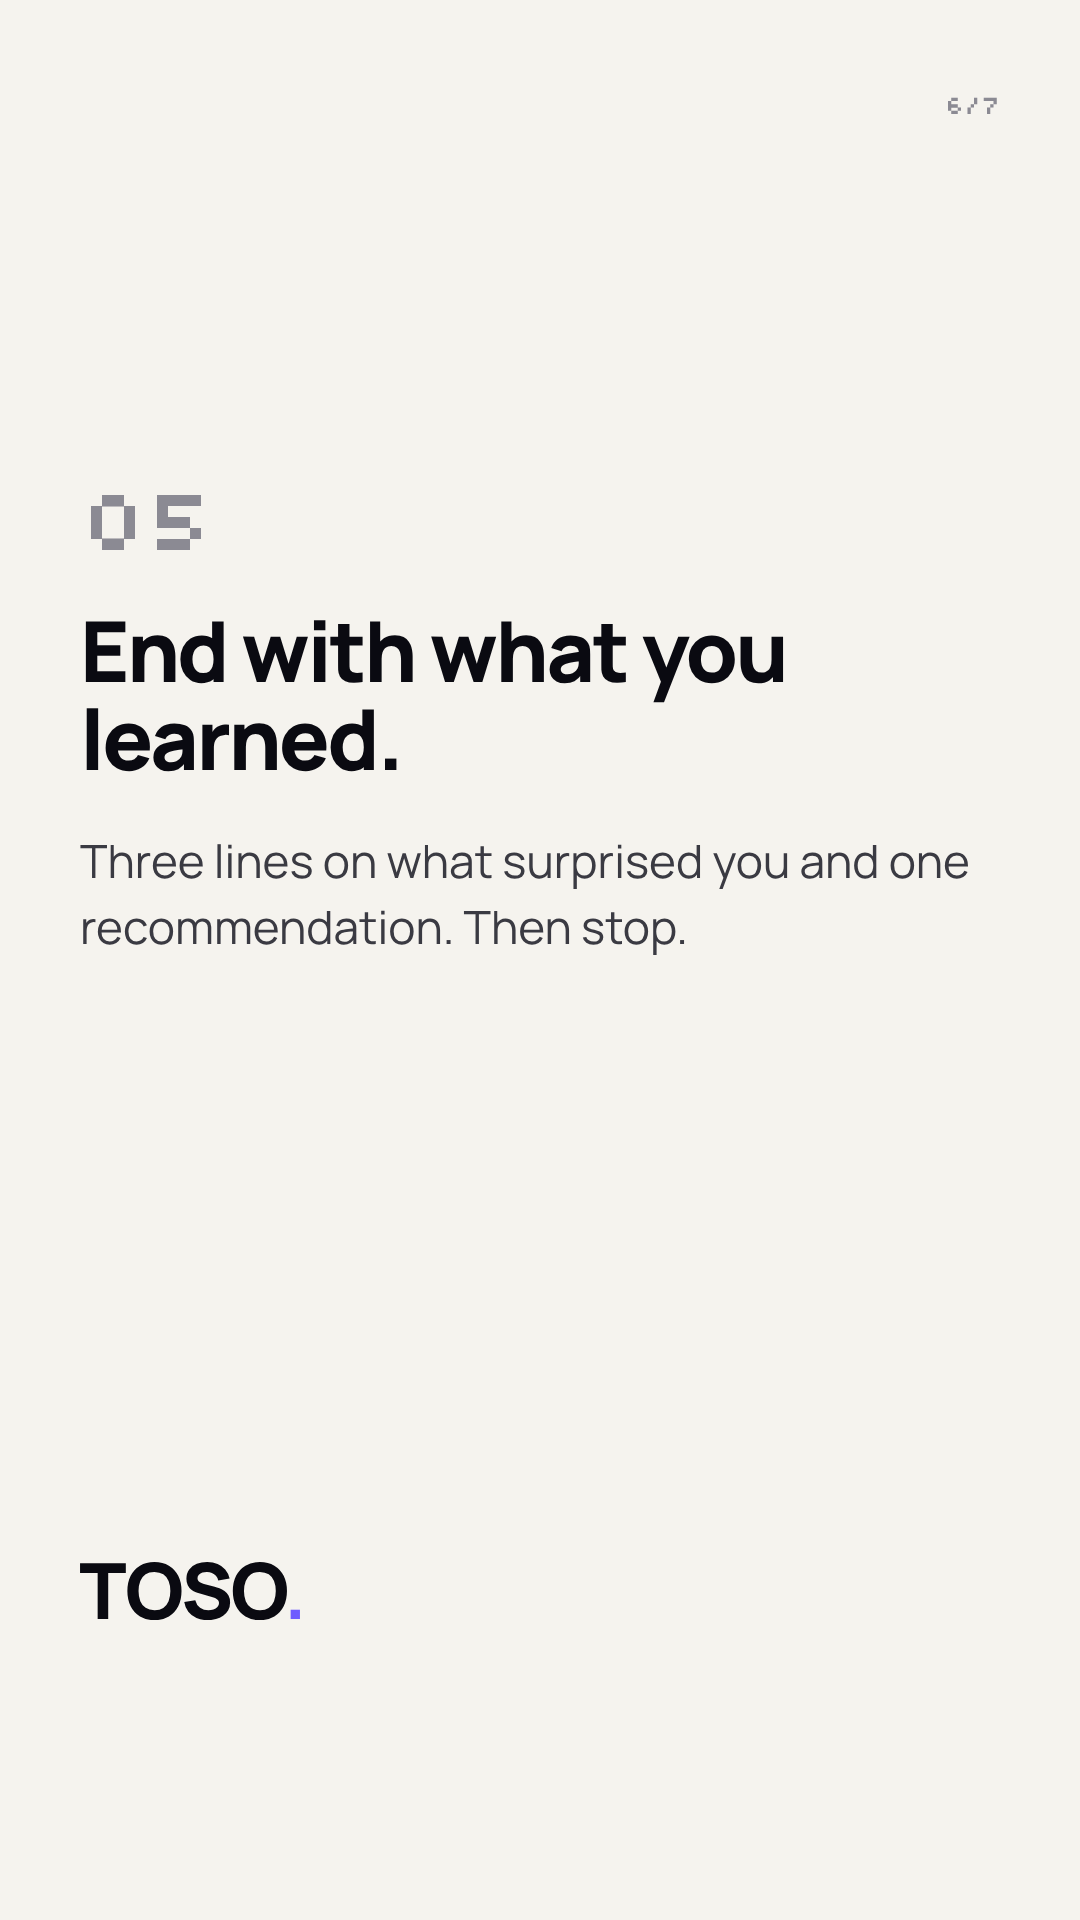 6/7
05
End with what you
learned.
Three lines on what surprised you and one
recommendation. Then stop.
TOSO.